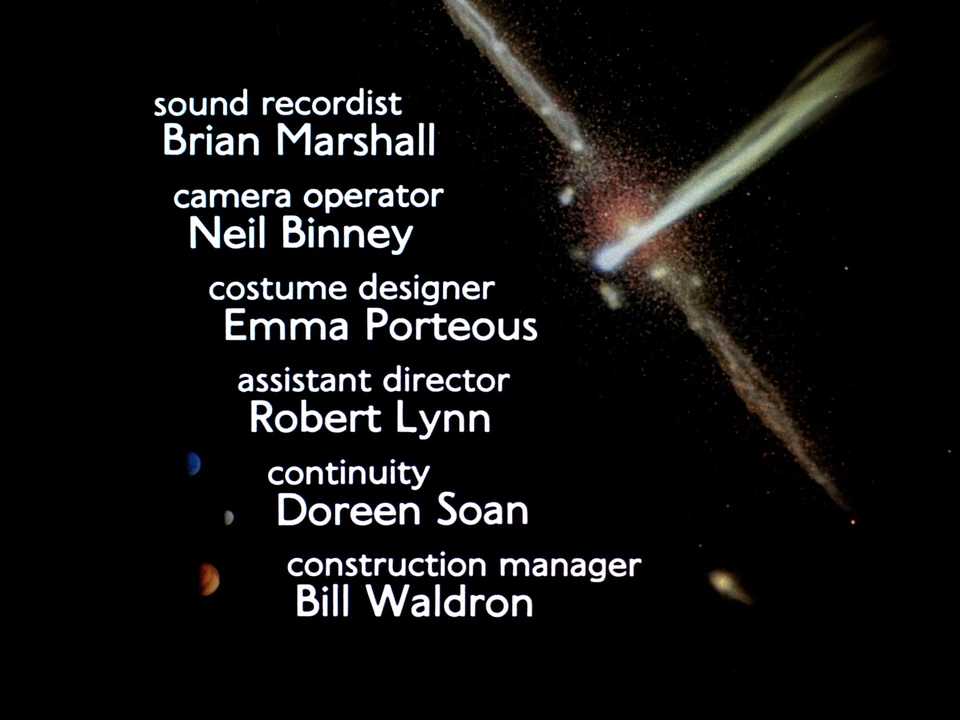 sound recordist
Brian Marshall
camera operator
Neil Binney
costume designer
Emma Porteous
assistant director
Robert Lynn
continuity
Doreen Soan
construction manager
Bill Waldron